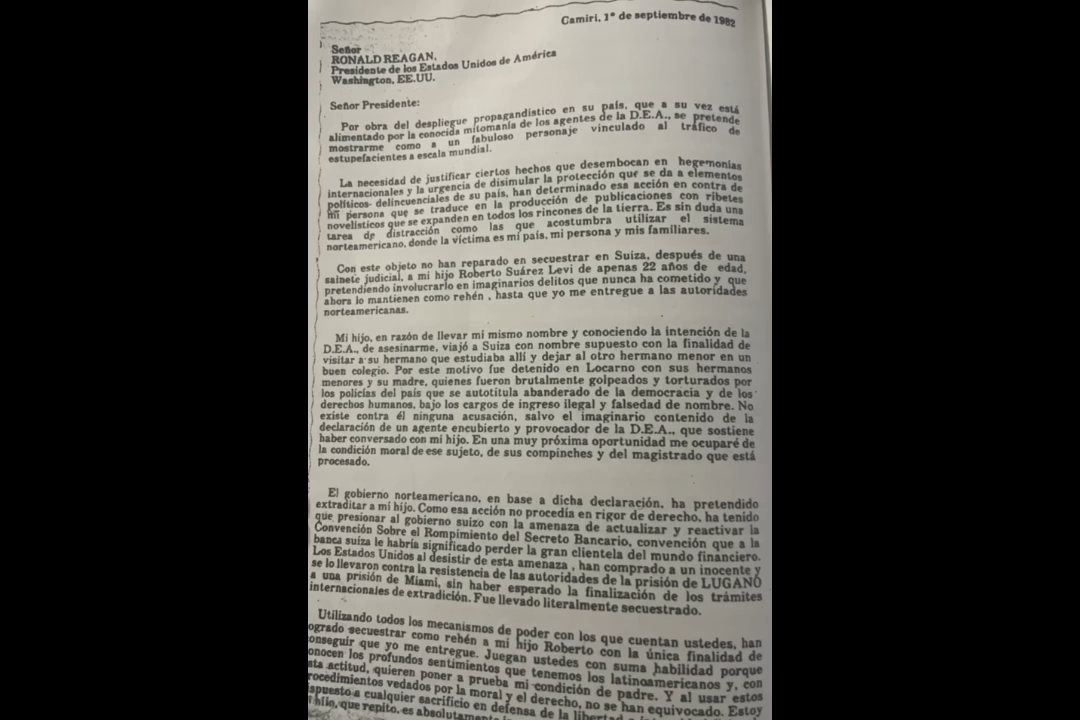 Camiri, 1° de septiembre de 1982
Señor
RONALD REAGAN,
Presidente de los Estados Unidos de América
Washington, EE.UU.
Señor Presidente:
Por obra del despliegue propagandístico en su país, que a su vez está
alimentado por la conocida mitomanía de los agentes de la D.E.A., se pretende
mostrarme como a un fabuloso personaje vinculado al tráfico de
estupefacientes a escala mundial.
La necesidad de justificar ciertos hechos que desembocan en hegemonías
internacionales y la urgencia de disimular la protección que se da a elementos
políticos- delincuenciales de su país, han determinado esa acción en contra de
mi persona que se traduce en la producción de publicaciones con ribetes
novelísticos que se expanden en todos los rincones de la tierra. Es sin duda una
tarea de distracción como las que acostumbra utilizar el sistema
norteamericano, donde la víctima es mi país, mi persona y mis familiares.
Con este objeto no han reparado en secuestrar en Suiza, después de una
sainete judicial, a mi hijo Roberto Suárez Levi de apenas 22 años de edad,
pretendiendo involucrarlo en imaginarios delitos que nunca ha cometido y que
ahora lo mantienen como rehén , hasta que yo me entregue a las autoridades
norteamericanas.
Mi hijo, en razón de llevar mi mismo nombre y conociendo la intención de la
D.E.A., de asesinarme, viajó a Suiza con nombre supuesto con la finalidad de
visitar a su hermano que estudiaba allí y dejar al otro hermano menor en un
buen colegio. Por este motivo fue detenido en Locarno con sus hermanos
menores y su madre, quienes fueron brutalmente golpeados y torturados por
los policías del país que se autotitula abanderado de la democracia y de los
derechos humanos, bajo los cargos de ingreso ilegal y falsedad de nombre. No
existe contra él ninguna acusación, salvo el imaginario contenido de la
declaración de un agente encubierto y provocador de la D.E.A., que sostiene
haber conversado con mi hijo. En una muy próxima oportunidad me ocuparé de
la condición moral de ese sujeto, de sus compinches y del magistrado que está
procesado.
El gobierno norteamericano, en base a dicha declaración, ha pretendido
extraditar a mi hijo. Como esa acción no procedía en rigor de derecho, ha tenido
que presionar al gobierno suizo con la amenaza de actualizar y reactivar la
Convención Sobre el Rompimiento del Secreto Bancario, convención que a la
banca suiza le habría significado perder la gran clientela del mundo financiero.
Los Estados Unidos al desistir de esta amenaza , han comprado a un inocente y
se lo llevaron contra la resistencia de las autoridades de la prisión de LUGANO
a una prisión de Miami, sin haber esperado la finalización de los trámites
internacionales de extradición. Fue llevado literalmente secuestrado.
Utilizando todos los mecanismos de poder con los que cuentan ustedes, han
ogrado secuestrar como rehén a mi hijo Roberto con la única finalidad de
onseguir que yo me entregue. Juegan ustedes con suma habilidad porque
onocen los profundos sentimientos que tenemos los latinoamericanos y, con
sta actitud, quieren poner a prueba mi condición de padre. Y al usar estos
rocedimientos vedados por la moral y el derecho, no se han equivocado. Estoy
ispuesto a cualquier sacrificio en defensa de la libertad
hijo, que repito, es absolutamente